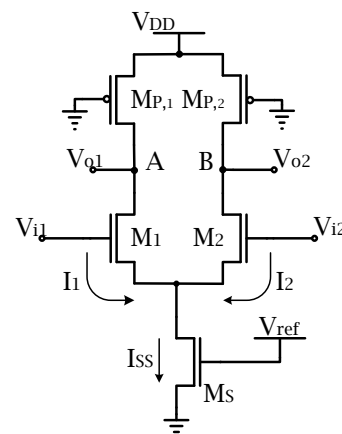 VDD
MP,1 MP,2
Vo1 A B Vo2
Vi1 M1 M2 Vi2
I1 I2
Vref
ISS
MS